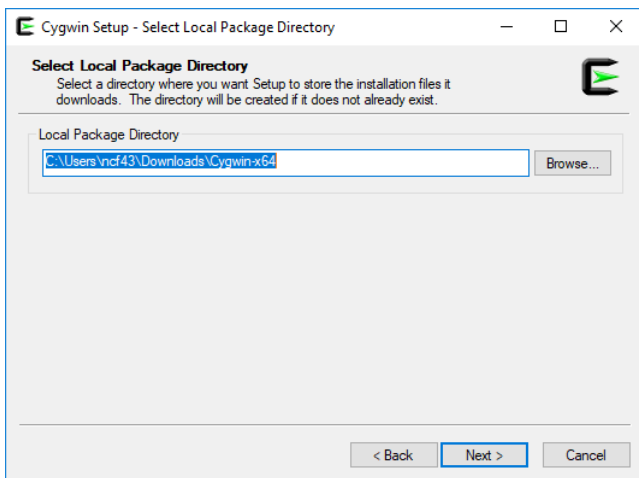 Cygwin Setup - Select Local Package Directory
Select Local Package Directory
Select a directory where you want Setup to store the installation files it
downloads. The directory will be created if it does not already exist.
Local Package Directory
C:\Users\ncf43\Downloads\Cygwin-x64
Browse...
< Back
Next >
Cancel